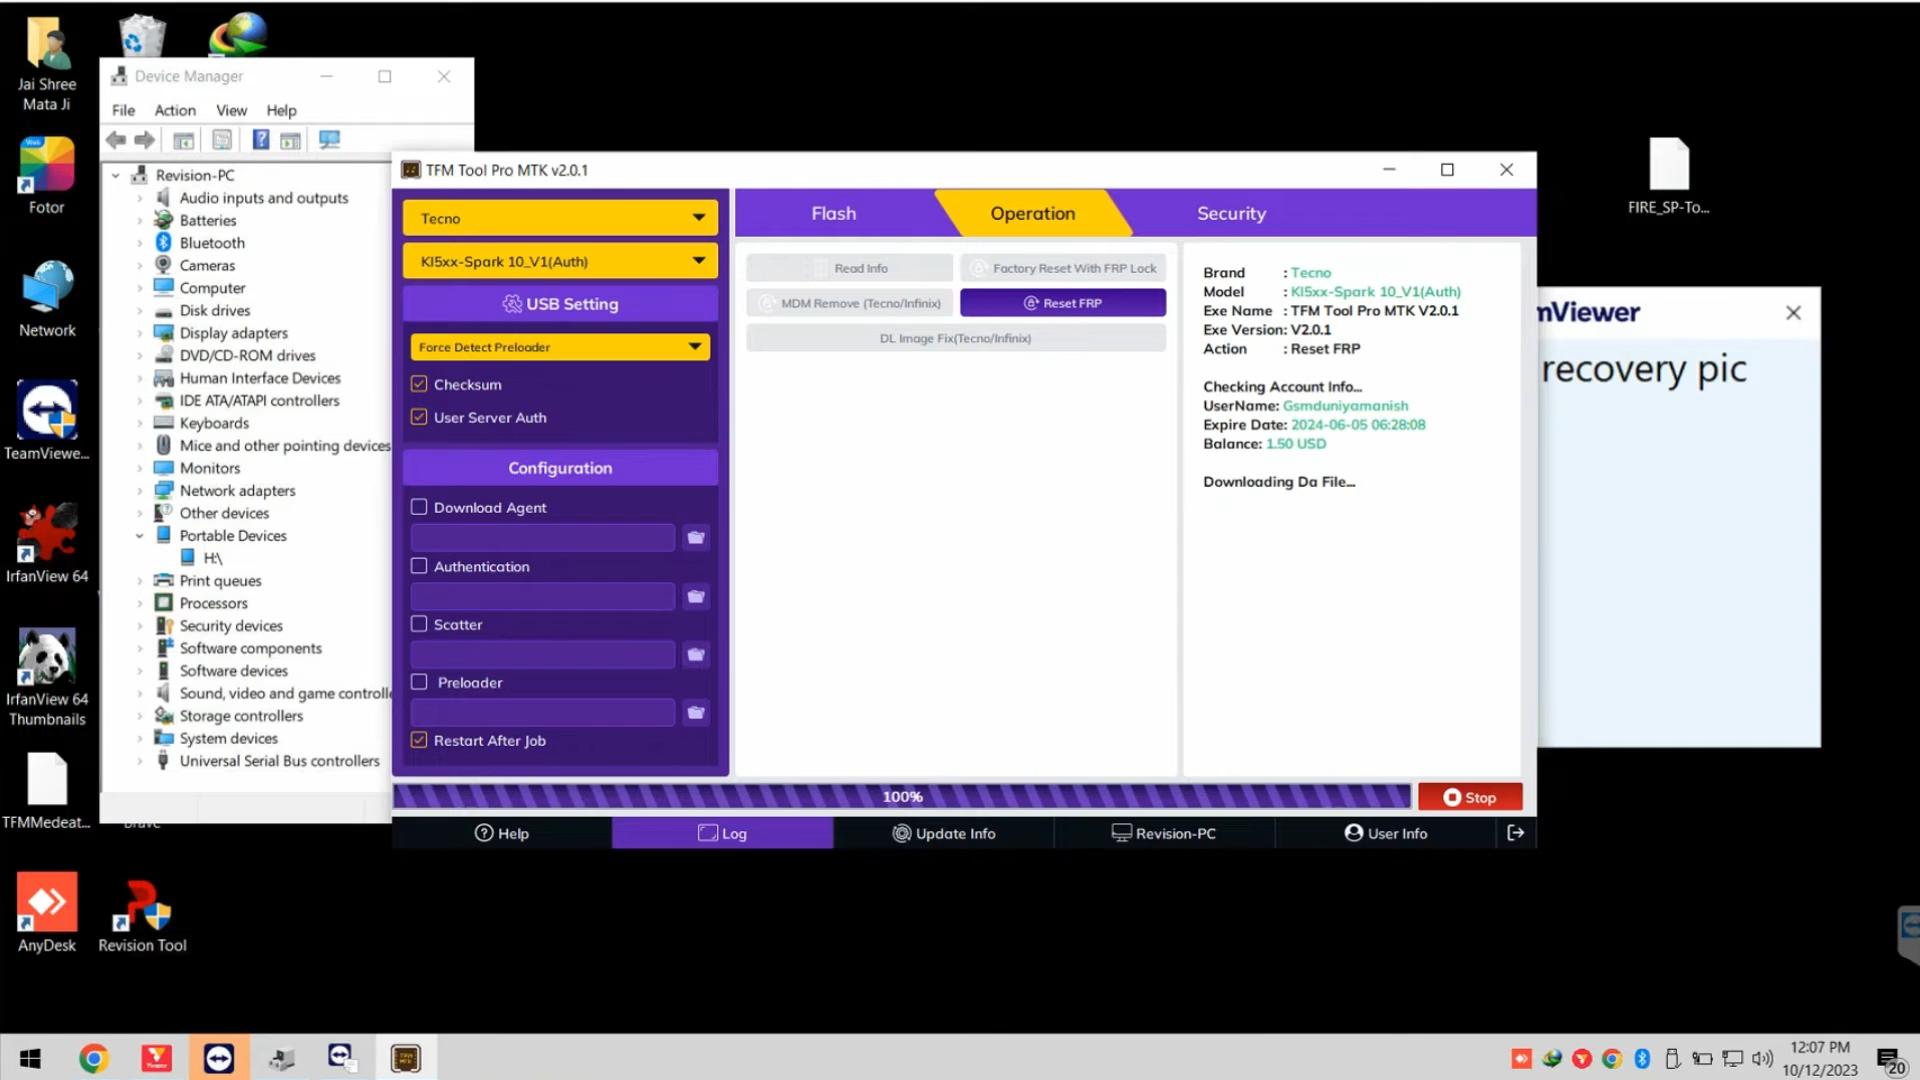 Jai Shree
Mata Ji
Fotor
Network
TeamViewe...
IrfanView 64
IrfanView 64
Thumbnails
TFMMedeat...
AnyDesk
Revision Tool
Device Manager
File
Action
View
Help
Revision-PC
Audio inputs and outputs
Batteries
Bluetooth
Cameras
Computer
Disk drives
Display adapters
DVD/CD-ROM drives
Human Interface Devices
IDE ATA/ATAPI controllers
Keyboards
Mice and other pointing devices
Monitors
Network adapters
Other devices
Portable Devices
H:\
Print queues
Processors
Security devices
Software components
Software devices
Sound, video and game controlle
Storage controllers
System devices
Universal Serial Bus controllers
TFM Tool Pro MTK v2.0.1
Tecno
KI5xx-Spark 10_V1(Auth)
USB Setting
Force Detect Preloader
Checksum
User Server Auth
Configuration
Download Agent
Authentication
Scatter
Preloader
Restart After Job
Flash
Operation
Security
Read Info
Factory Reset With FRP Lock
MDM Remove (Tecno/Infinix)
Reset FRP
DL Image Fix(Tecno/Infinix)
Brand : Tecno
Model : KI5xx-Spark 10_V1(Auth)
Exe Name : TFM Tool Pro MTK V2.0.1
Exe Version: V2.0.1
Action : Reset FRP
Checking Account Info...
UserName: Gsmduniyamanish
Expire Date: 2024-06-05 06:28:08
Balance: 1.50 USD
Downloading Da File...
100%
Stop
Help
Log
Update Info
Revision-PC
User Info
FIRE_SP-To...
mViewer
recovery pic
12:07 PM
10/12/2023
20